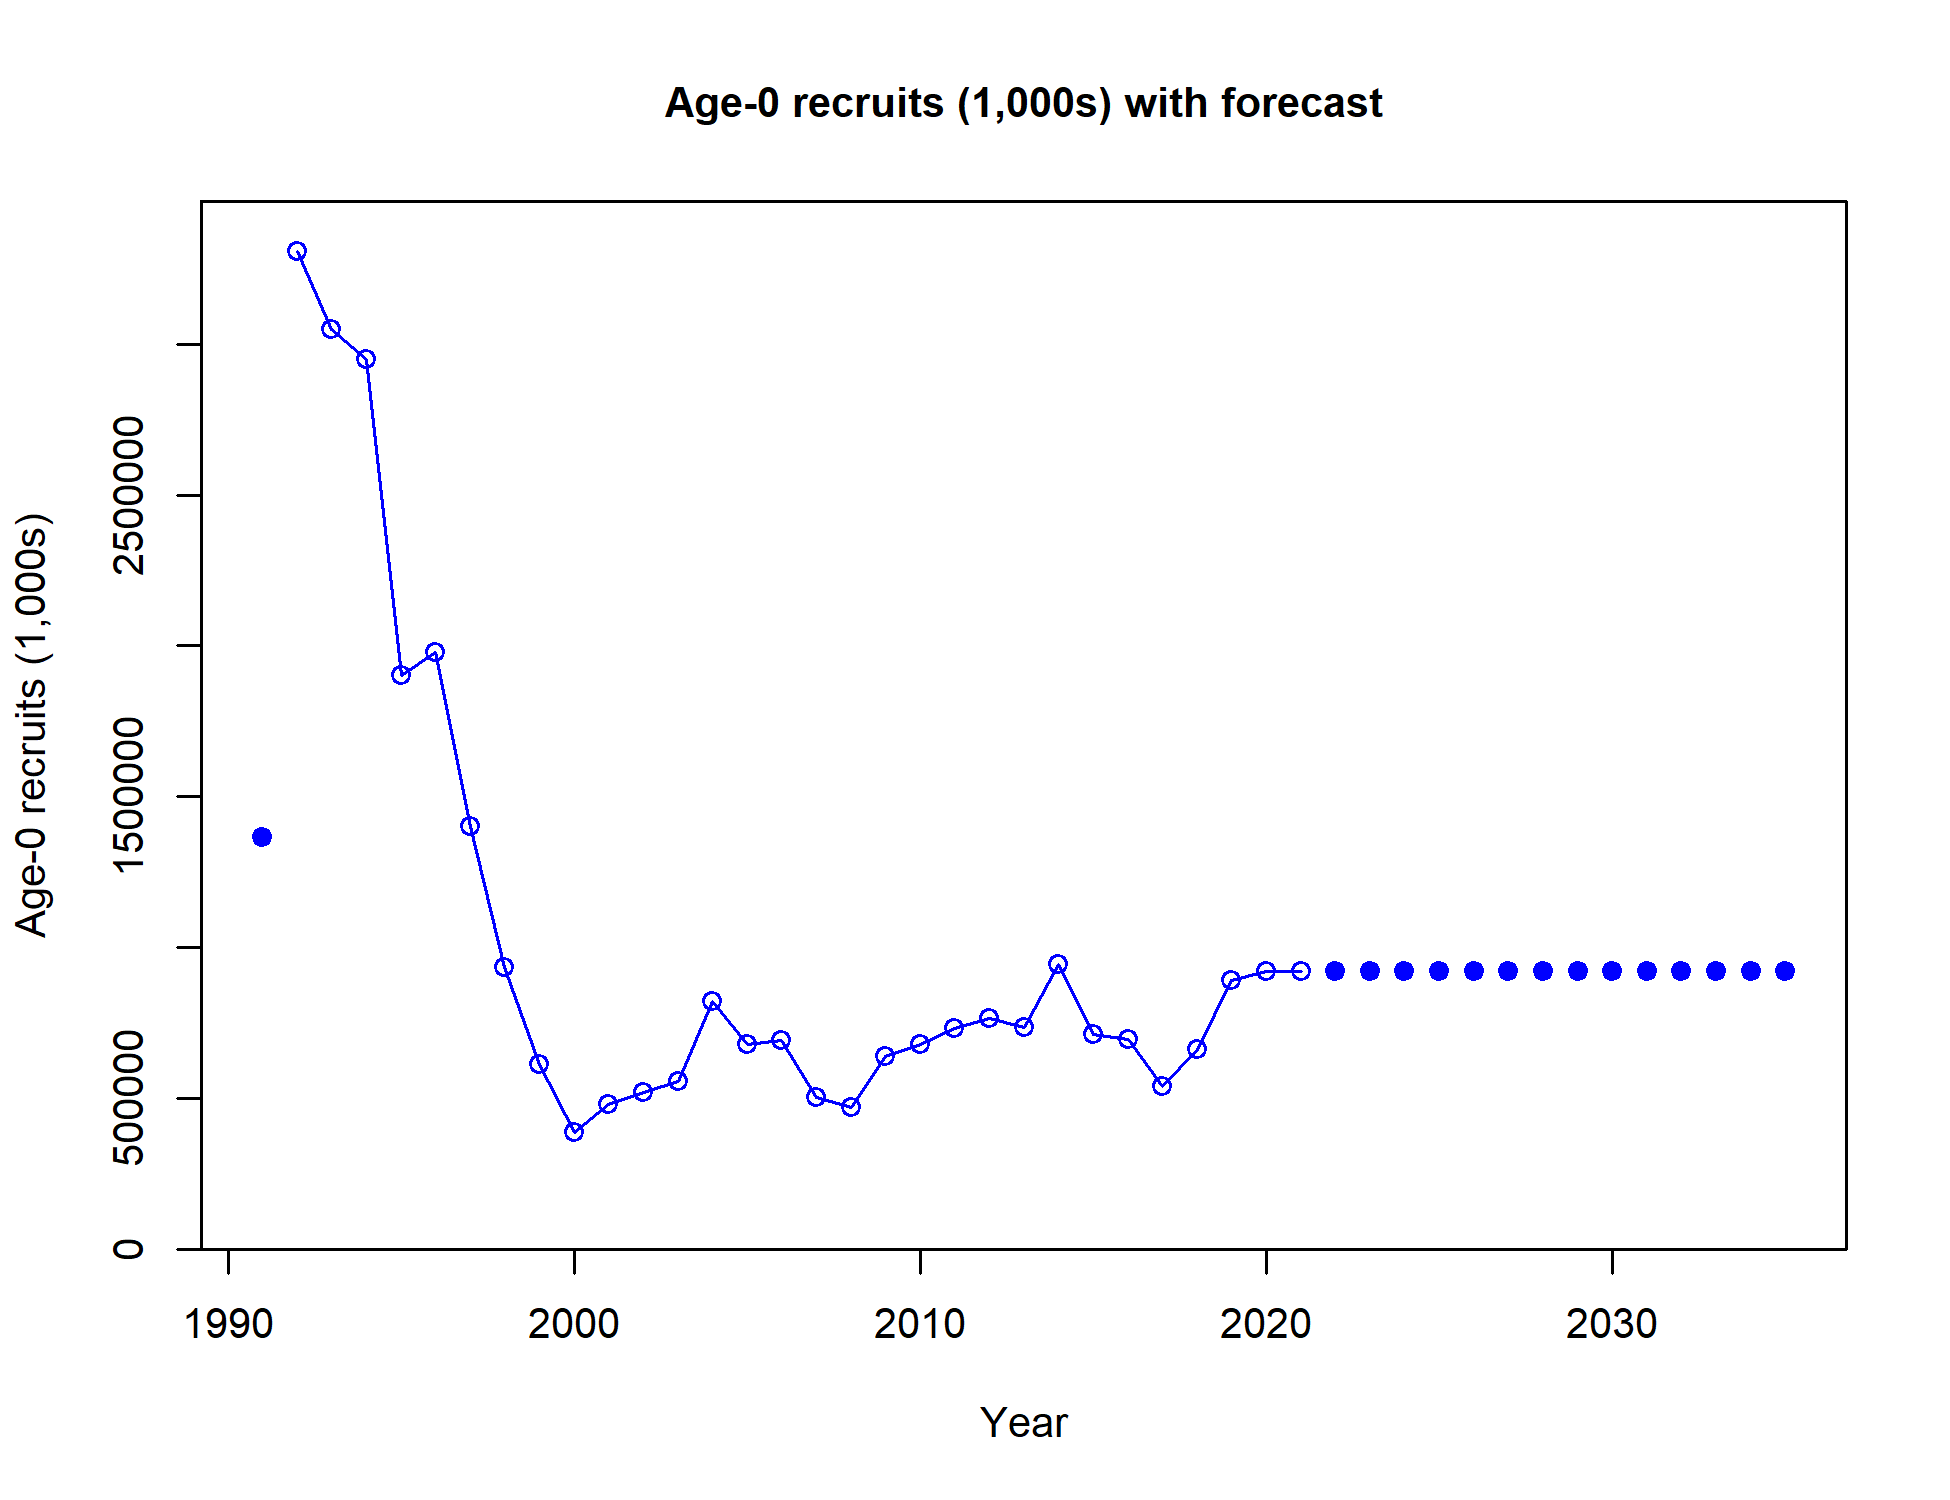 Age-0 recruits (1,000s) with forecast
Age-0 recruits (1,000s)
2500000
1500000
500000
0
1990 2000 2010 2020 2030
Year